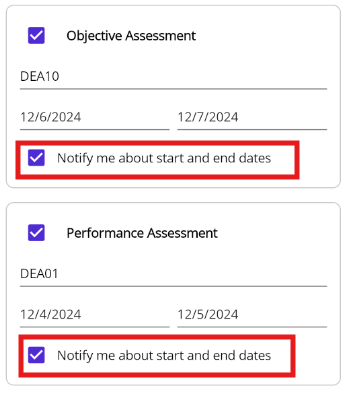 Objective Assessment
DEA10
12/6/2024 12/7/2024
Notify me about start and end dates
Performance Assessment
DEA01
12/4/2024 12/5/2024
Notify me about start and end dates